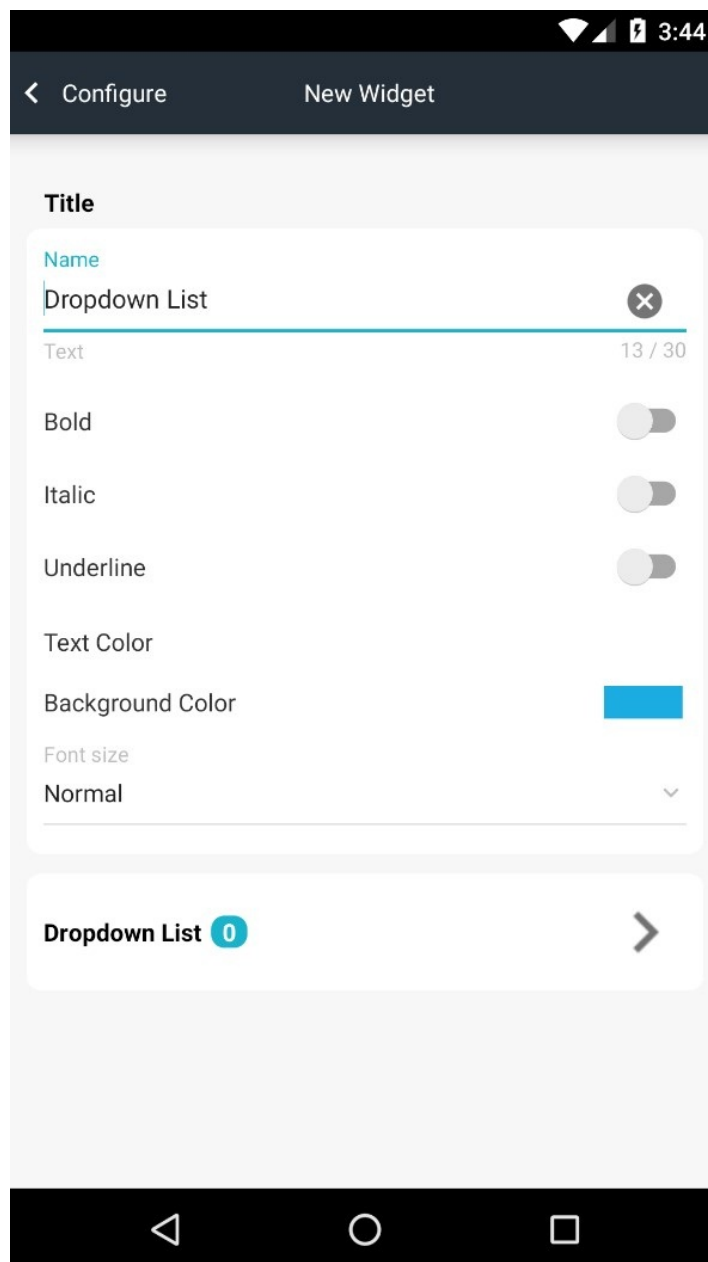 3:44
Configure New Widget
Title
Name
Dropdown List
Text 13 / 30
Bold
Italic
Underline
Text Color
Background Color
Font size
Normal
Dropdown List 0